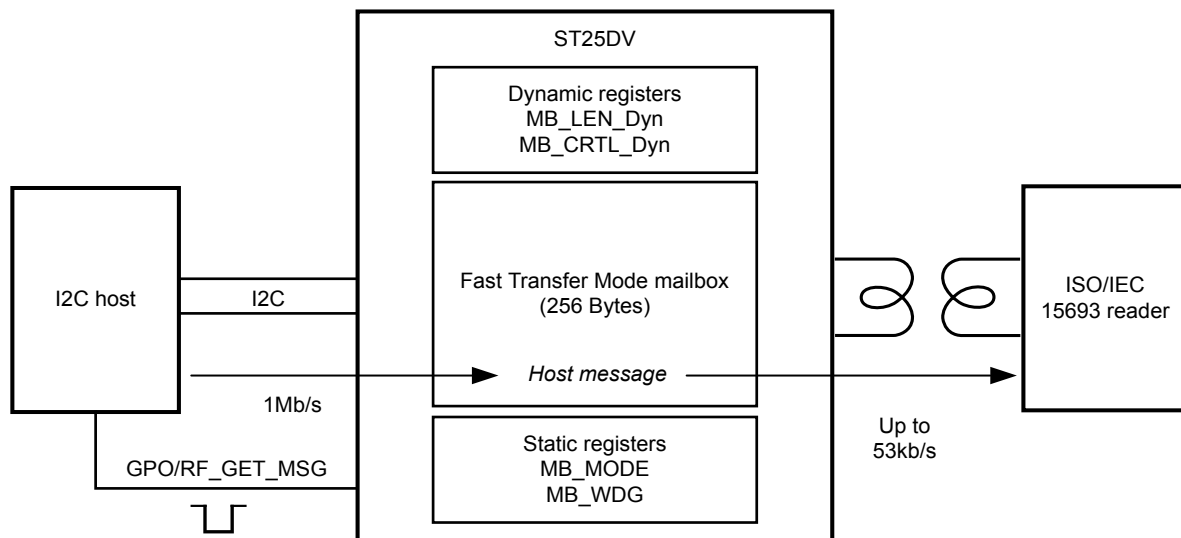 ST25DV
Dynamic registers
MB_LEN_Dyn
MB_CRTL_Dyn
I2C host
I2C
Fast Transfer Mode mailbox
(256 Bytes)
ISO/IEC
15693 reader
Host message
1Mb/s
Up to
53kb/s
GPO/RF_GET_MSG
Static registers
MB_MODE
MB_WDG